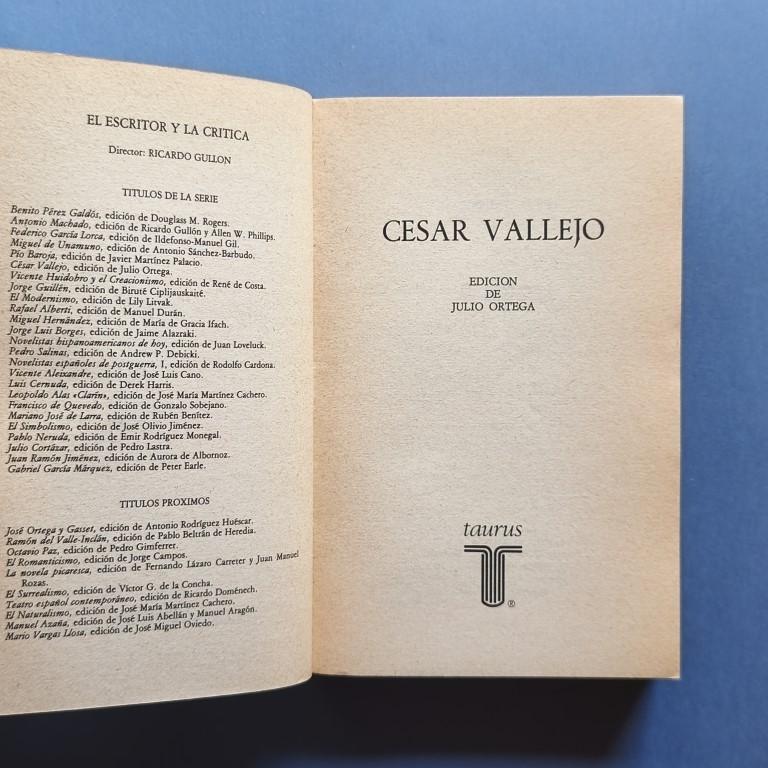 EL ESCRITOR Y LA CRITICA
Director: RICARDO GULLON
TITULOS DE LA SERIE
Benito Pérez Galdós, edición de Douglass M. Rogers.
Antonio Machado, edición de Ricardo Gullón y Allen W. Phillips.
Federico García Lorca, edición de Ildefonso-Manuel Gil.
Miguel de Unamuno, edición de Antonio Sánchez-Barbudo.
Pío Baroja, edición de Javier Martínez Palacio.
César Vallejo, edición de Julio Ortega.
Vicente Huidobro y el Creacionismo, edición de René de Costa.
Jorge Guillén, edición de Biruté Ciplijauskaité.
El Modernismo, edición de Lily Litvak.
Rafael Alberti, edición de Manuel Durán.
Miguel Hernández, edición de María de Gracia Ifach.
Jorge Luis Borges, edición de Jaime Alazraki.
Novelistas hispanoamericanos de hoy, edición de Juan Loveluck.
Pedro Salinas, edición de Andrew P. Debicki.
Novelistas españoles de postguerra, I, edición de Rodolfo Cardona.
Vicente Aleixandre, edición de José Luis Cano.
Luis Cernuda, edición de Derek Harris.
Leopoldo Alas «Clarín», edición de José María Martínez Cachero.
Francisco de Quevedo, edición de Gonzalo Sobejano.
Mariano José de Larra, edición de Rubén Benítez.
El Simbolismo, edición de José Olivio Jiménez.
Pablo Neruda, edición de Emir Rodríguez Monegal.
Julio Cortázar, edición de Pedro Lastra.
Juan Ramón Jiménez, edición de Aurora de Albornoz.
Gabriel García Márquez, edición de Peter Earle.
TITULOS PROXIMOS
José Ortega y Gasset, edición de Antonio Rodríguez Huéscar.
Ramón del Valle-Inclán, edición de Pablo Beltrán de Heredia.
Octavio Paz, edición de Pedro Gimferrer.
El Romanticismo, edición de Jorge Campos.
La novela picaresca, edición de Fernando Lázaro Carreter y Juan Manuel
Rozas.
El Surrealismo, edición de Víctor G. de la Concha.
Teatro español contemporáneo, edición de Ricardo Doménech.
El Naturalismo, edición de José María Martínez Cachero.
Manuel Azaña, edición de José Luis Abellán y Manuel Aragón.
Mario Vargas Llosa, edición de José Miguel Oviedo.
CESAR VALLEJO
EDICION
DE
JULIO ORTEGA
taurus
T®